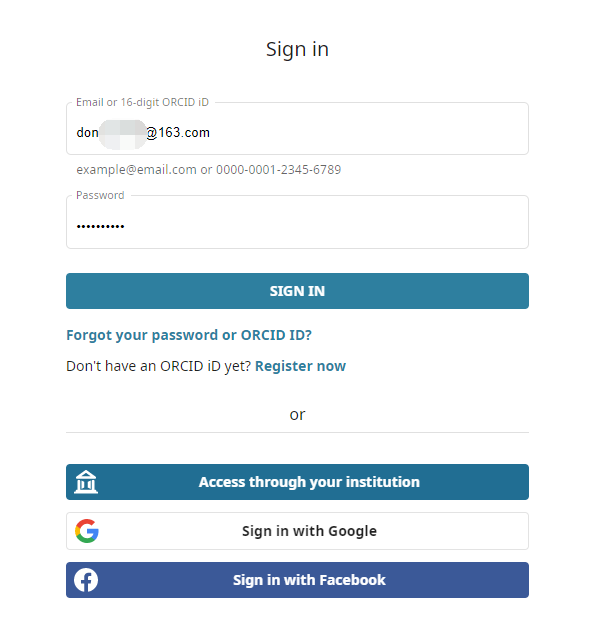 Sign in
Email or 16-digit ORCID iD
don @163.com
example@email.com or 0000-0001-2345-6789
Password
••••••••••
SIGN IN
Forgot your password or ORCID ID?
Don't have an ORCID iD yet? Register now
or
Access through your institution
Sign in with Google
Sign in with Facebook